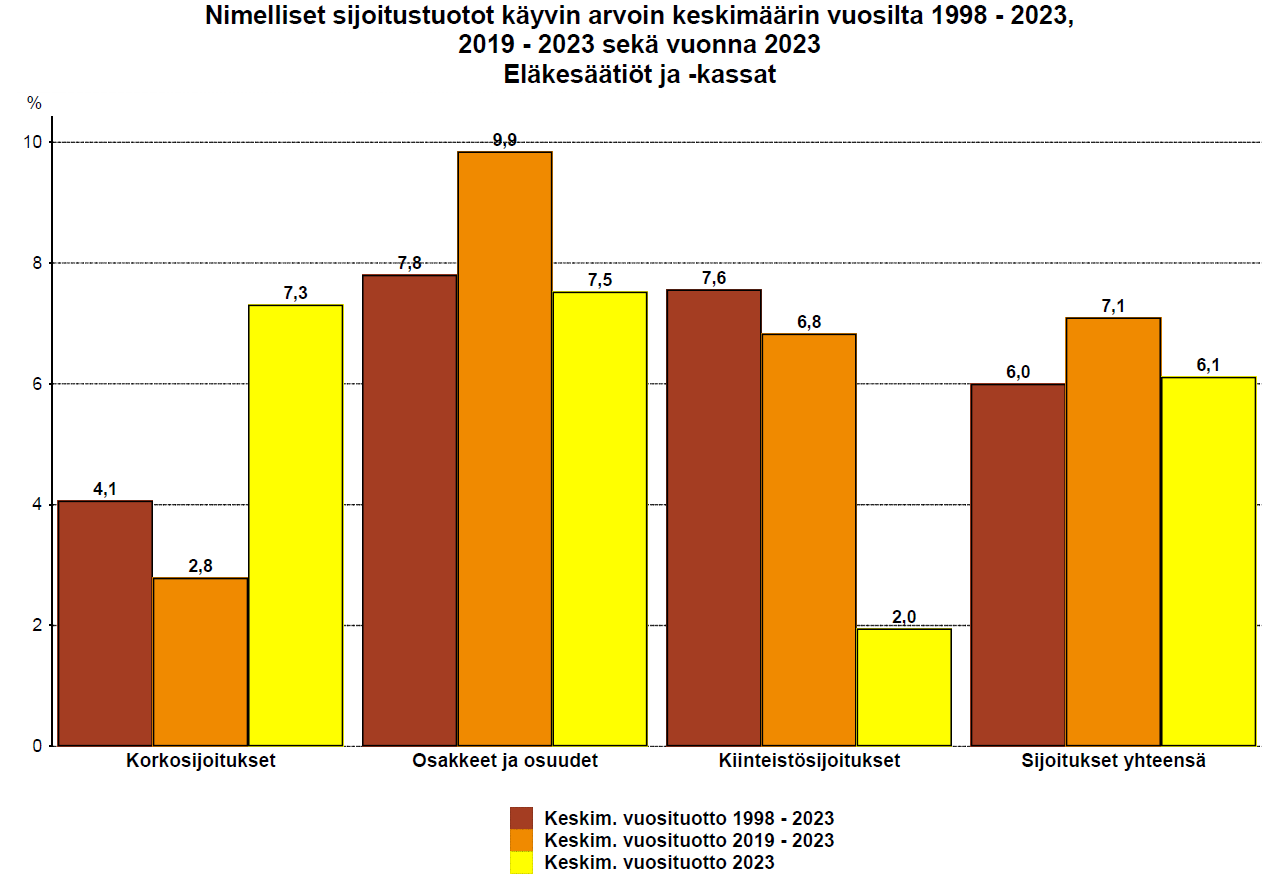 Nimelliset sijoitustuotot käyvin arvoin keskimäärin vuosilta 1998 - 2023,
2019 - 2023 sekä vuonna 2023
Eläkesäätiöt ja -kassat
%
10
8
6
4
2
0
4,1
2,8
7,3
7,8
9,9
7,5
7,6
6,8
2,0
6,0
7,1
6,1
Korkosijoitukset
Osakkeet ja osuudet
Kiinteistösijoitukset
Sijoitukset yhteensä
Keskim. vuosituotto 1998 - 2023
Keskim. vuosituotto 2019 - 2023
Keskim. vuosituotto 2023